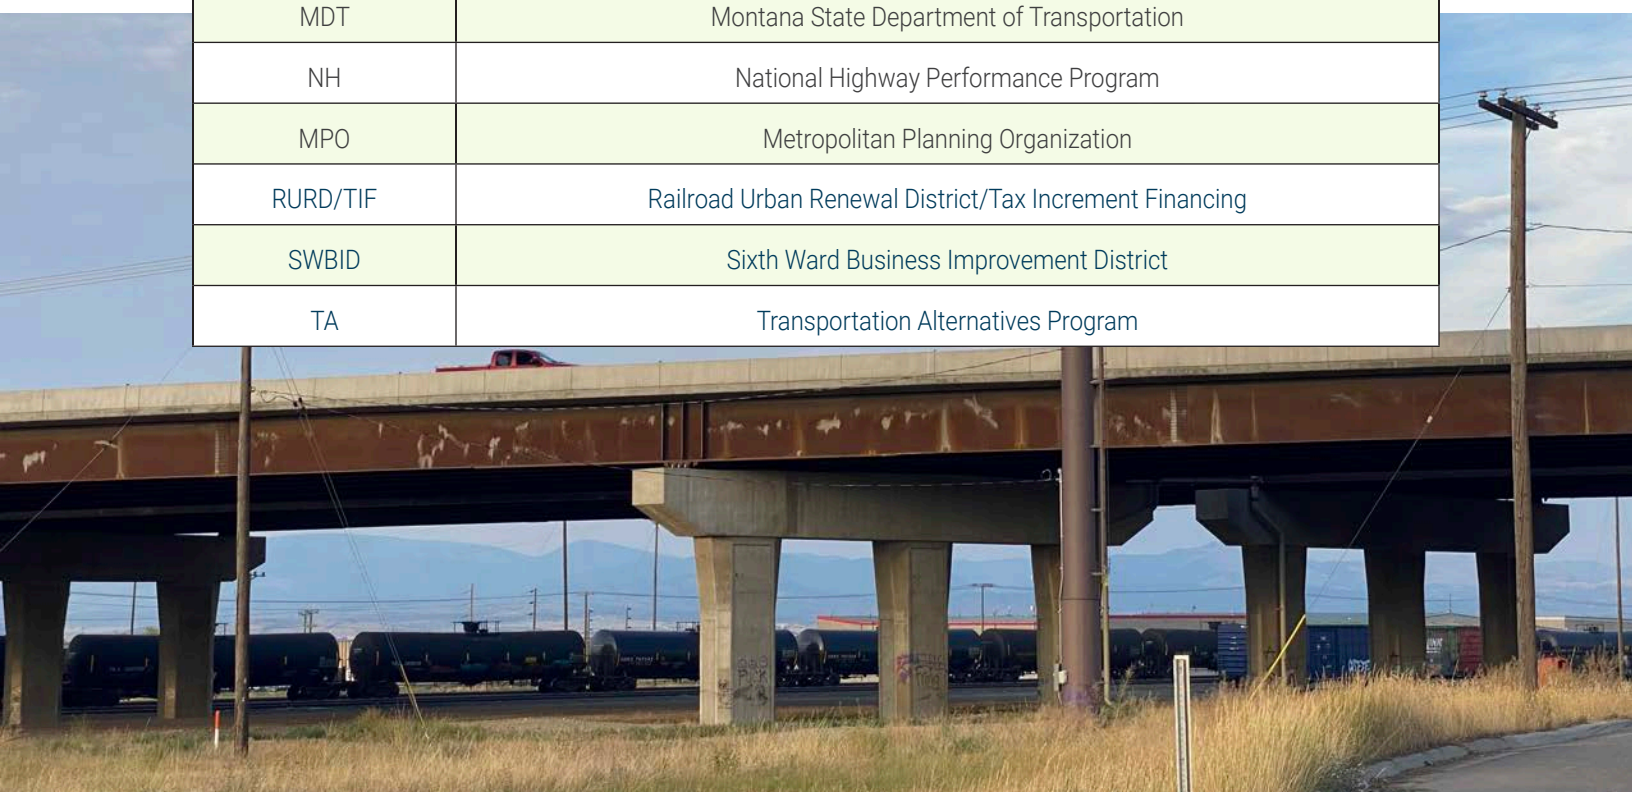 MDT Montana State Department of Transportation
NH National Highway Performance Program
MPO Metropolitan Planning Organization
RURD/TIF Railroad Urban Renewal District/Tax Increment Financing
SWBID Sixth Ward Business Improvement District
TA Transportation Alternatives Program